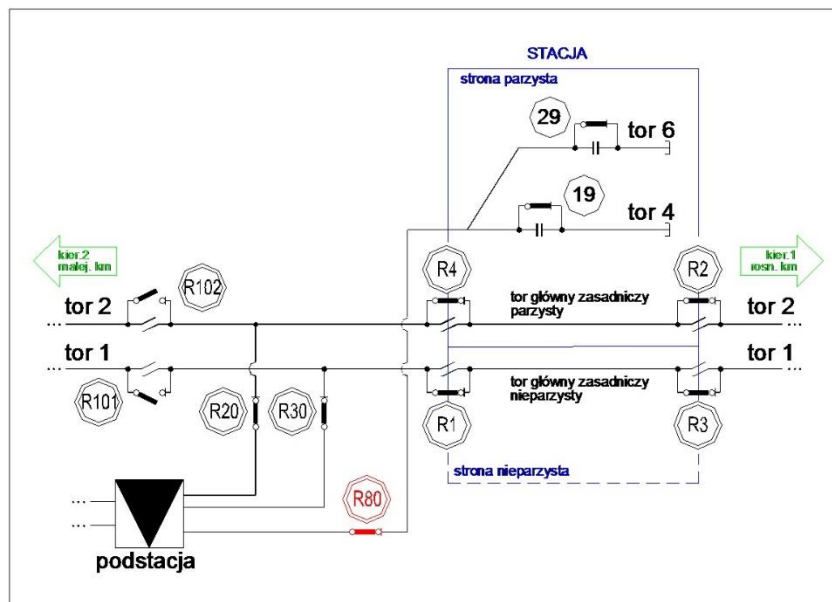 STACJA
strona parzysta
29
tor 6
19
tor 4
kier.2
malej. km
kier.1
rosn. km
R4
R2
R102
tor 2
tor główny zasadniczy
parzysty
tor 2
...
...
tor 1
tor 1
...
...
R101
R20
R30
tor główny zasadniczy
nieparzysty
R1
R3
strona nieparzysta
R80
...
...
podstacja